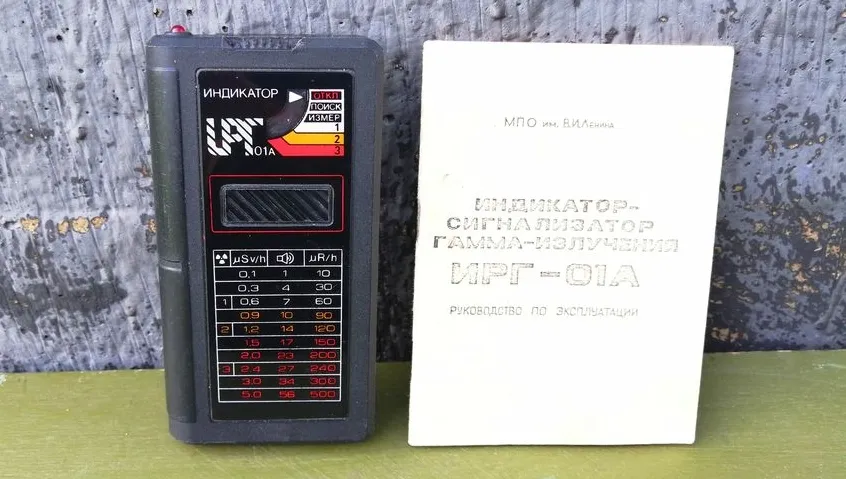 ИНДИКАТОР
ОТКЛ
ПОИСК
ИЗМЕР
1
2
3
ИРГ 01А
µSv/h µR/h
0,1 1 10
0,3 4 30
1 0,6 7 60
0.9 10 90
2 1,2 14 120
1.5 17 150
2.0 23 200
3 2.4 27 240
3.0 34 300
5.0 56 500
МПО им. В.И.Ленина
ИНДИКАТОР-
СИГНАЛИЗАТОР
ГАММА-ИЗЛУЧЕНИЯ
ИРГ-01А
РУКОВОДСТВО ПО ЭКСПЛУАТАЦИИ